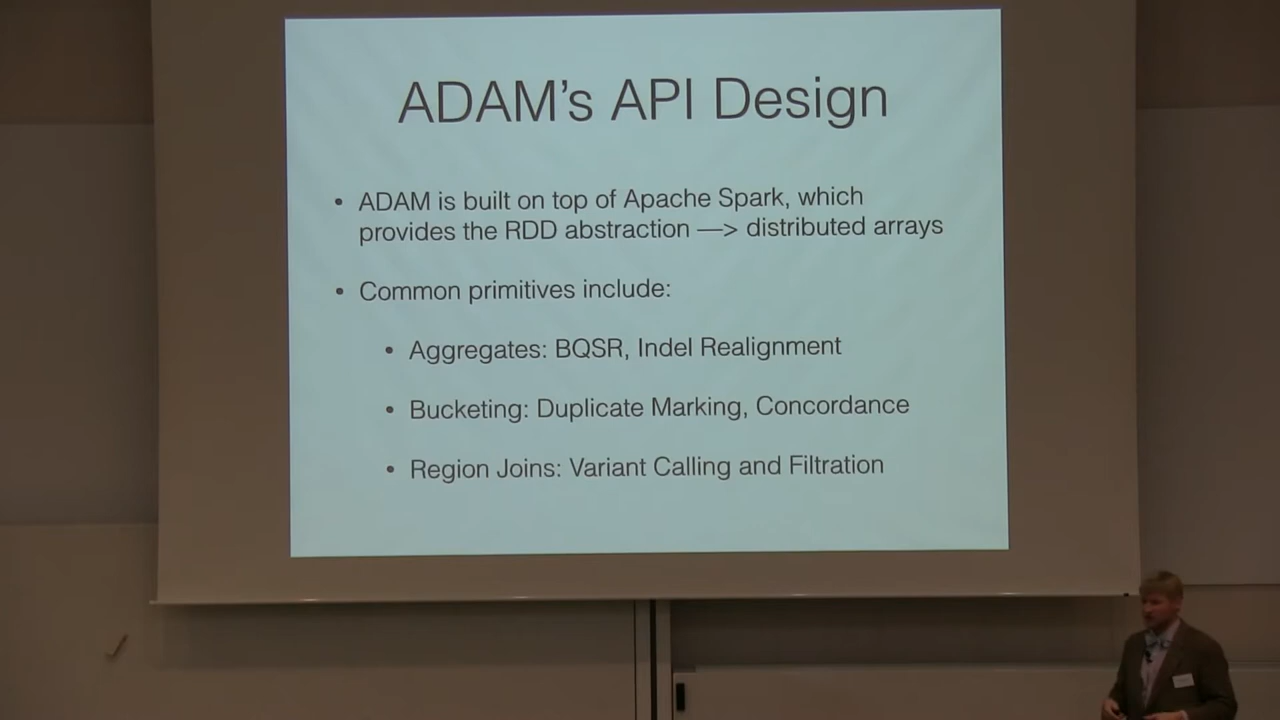 ADAM's API Design
• ADAM is built on top of Apache Spark, which
provides the RDD abstraction —> distributed arrays
• Common primitives include:
• Aggregates: BQSR, Indel Realignment
• Bucketing: Duplicate Marking, Concordance
• Region Joins: Variant Calling and Filtration